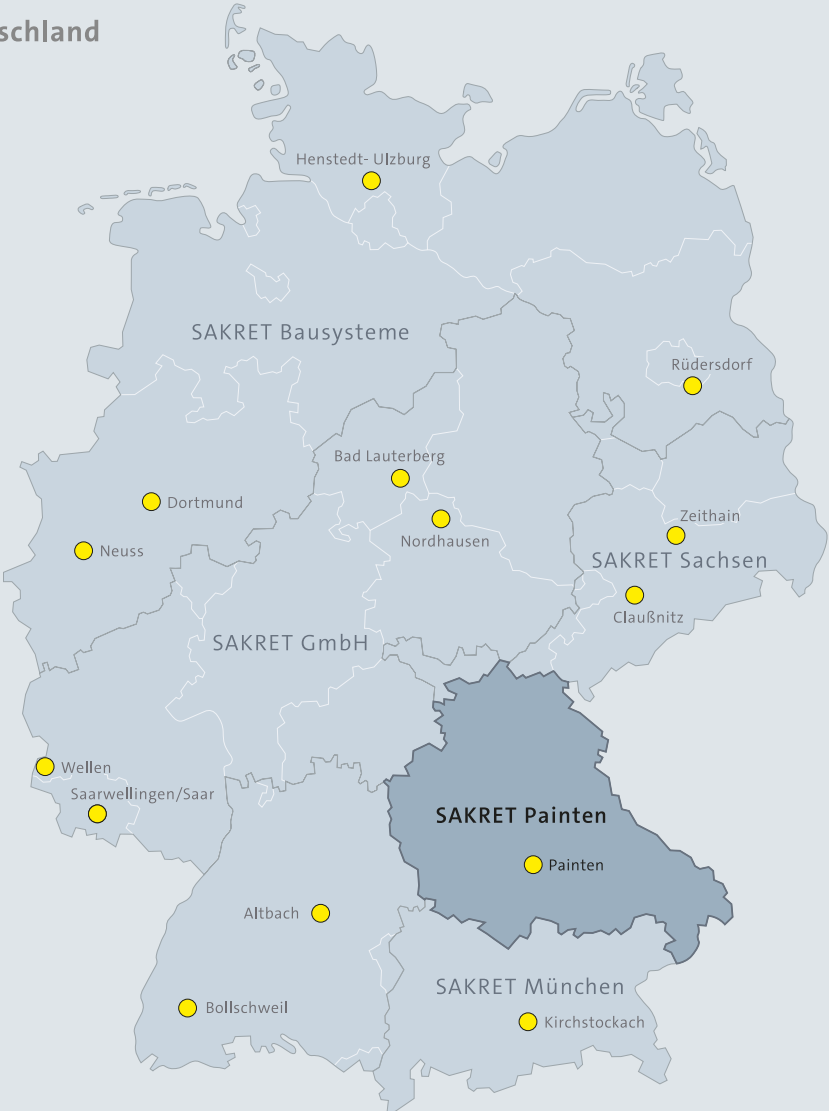 schland
Henstedt- Ulzburg
SAKRET Bausysteme
Rüdersdorf
Bad Lauterberg
Dortmund
Zeithain
Nordhausen
Neuss
SAKRET Sachsen
Claußnitz
SAKRET GmbH
Wellen
Saarwellingen/Saar
SAKRET Painten
Painten
Altbach
SAKRET München
Bollschweil
Kirchstockach